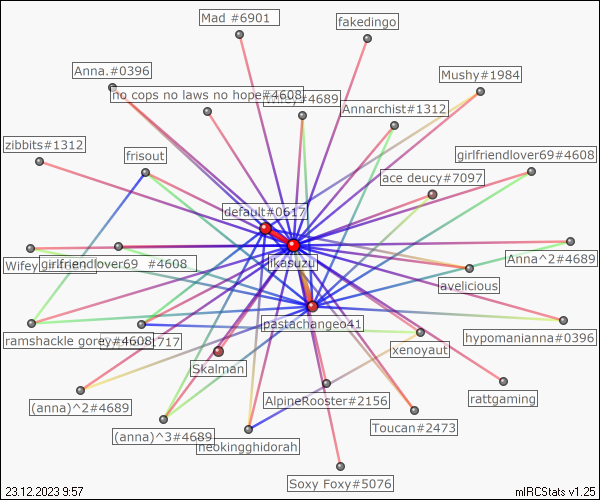 Mad #6901
fakedingo
Anna.#0396
Mushy#1984
no cops no laws no hope#4608
#4689
Annarchist#1312
zibbits#1312
frisout
girlfriendlover69#4608
ace deucy#7097
default#0617
Anna^2#4689
jikasuzu
Wifey
girlfriendlover69 #4608
avelicious
pastachangeo41
ramshackle gorey#4608
1717
xenoyaut
hypomanianna#0396
Skalman
rattgaming
AlpineRooster#2156
(anna)^2#4689
Toucan#2473
(anna)^3#4689
neokingghidorah
Soxy Foxy#5076
23.12.2023 9:57
mIRCStats v1.25